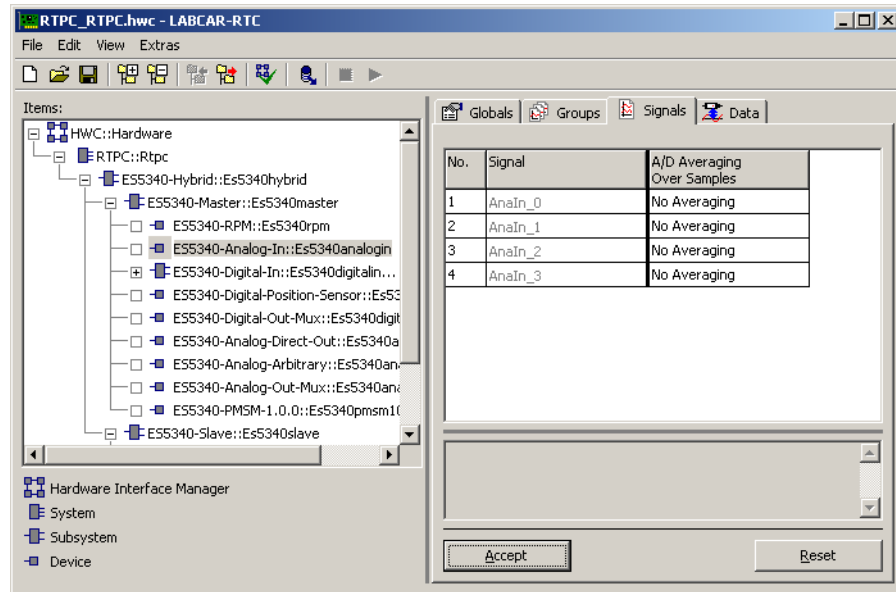 RTPC_RTPC.hwc - LABCAR-RTC
File Edit View Extras
Items:
HWC::Hardware
RTPC::Rtpc
ES5340-Hybrid::Es5340hybrid
ES5340-Master::Es5340master
ES5340-RPM::Es5340rpm
ES5340-Analog-In::Es5340analogin
ES5340-Digital-In::Es5340digitalin...
ES5340-Digital-Position-Sensor::Es53
ES5340-Digital-Out-Mux::Es5340digit
ES5340-Analog-Direct-Out::Es5340a
ES5340-Analog-Arbitrary::Es5340an
ES5340-Analog-Out-Mux::Es5340ana
ES5340-PMSM-1.0.0::Es5340pmsm10
ES5340-Slave::Es5340slave
Hardware Interface Manager
System
Subsystem
Device
Globals Groups Signals Data
No. Signal A/D Averaging
Over Samples
1 AnaIn_0 No Averaging
2 AnaIn_1 No Averaging
3 AnaIn_2 No Averaging
4 AnaIn_3 No Averaging
Accept Reset